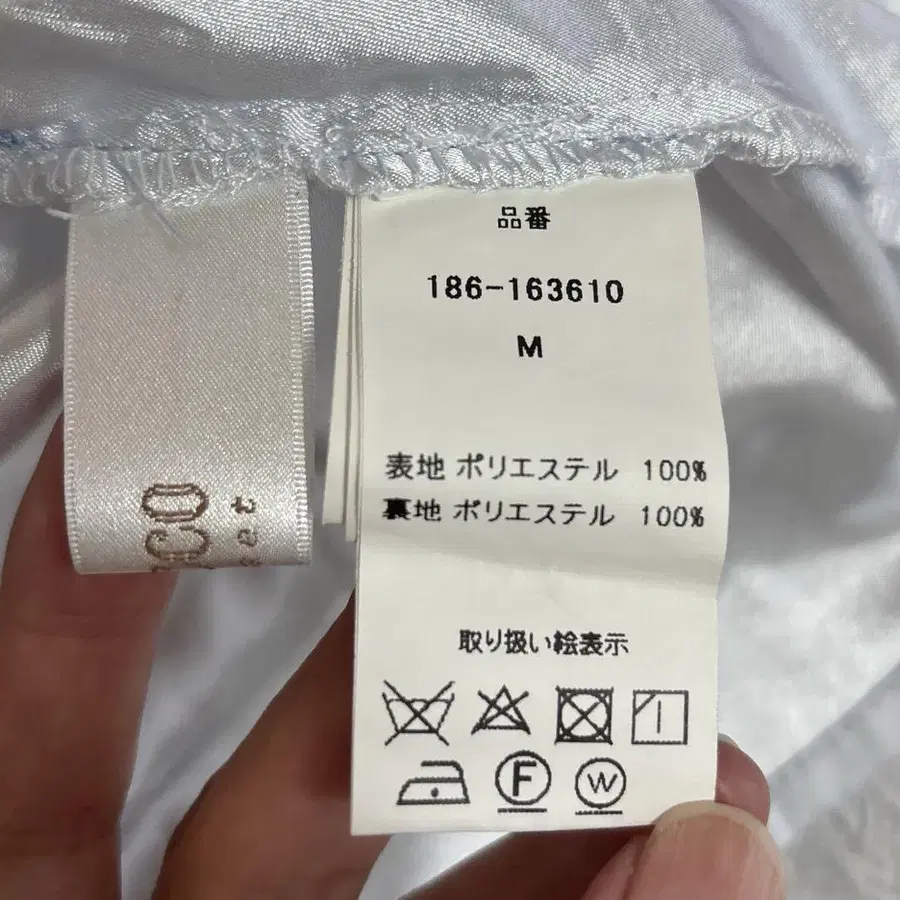 品番
186-163610
M
表地 ポリエステル 100%
裏地 ポリエステル 100%
取り扱い絵表示
F
W